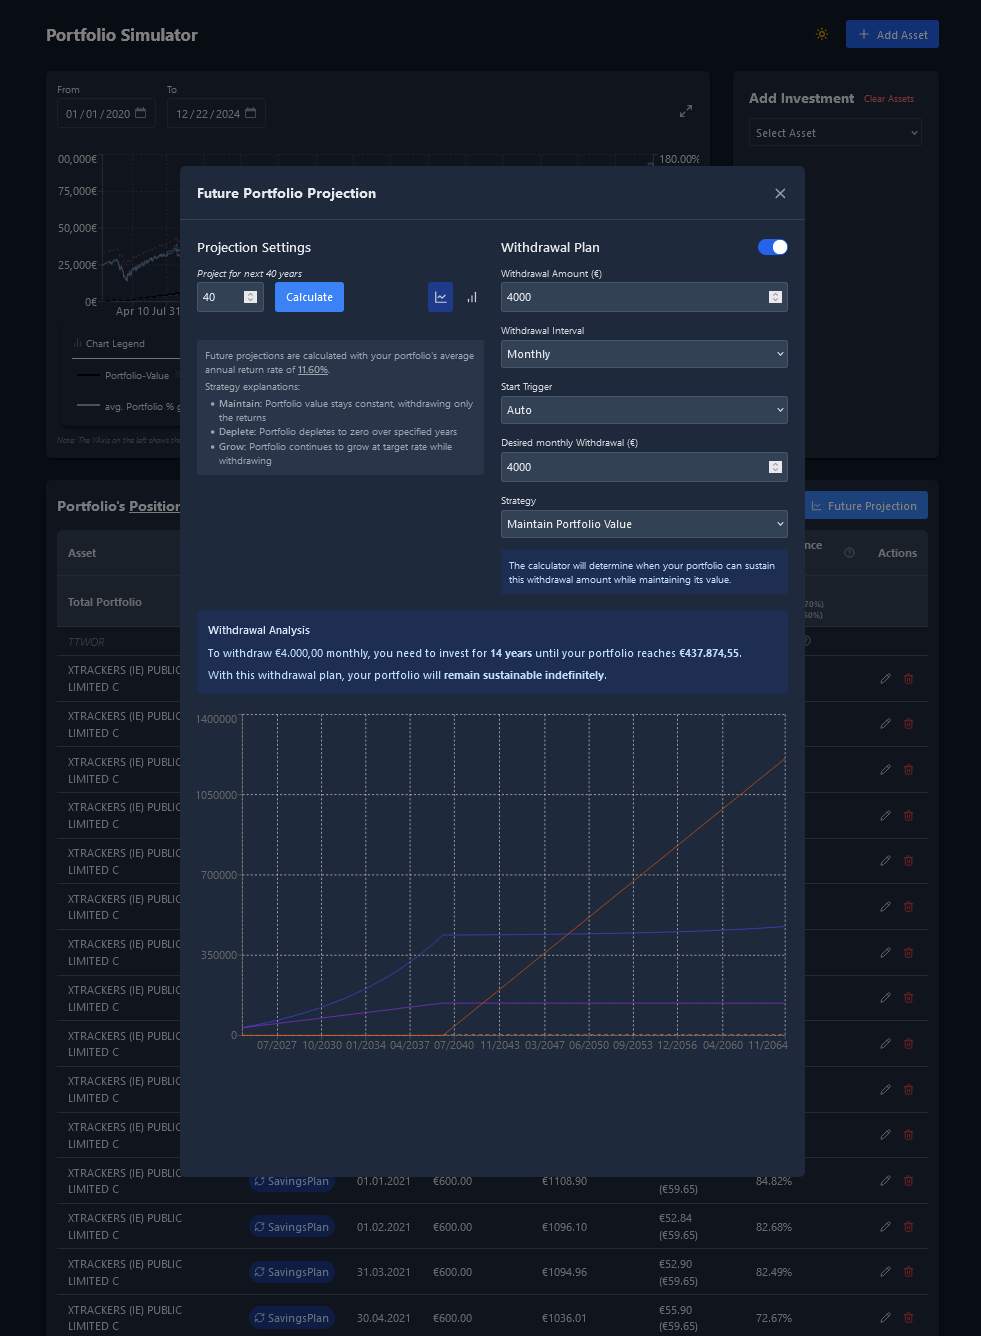 Portfolio Simulator
Add Asset
From
To
01/01/2020
12/22/2024
Add Investment
Clear Assets
Select Asset
00,000€
75,000€
50,000€
25,000€
0€
180.00%
Apr 10 Jul 31
Chart Legend
Portfolio-Value
avg. Portfolio %
Note: The YAxis on the left shows the
Future Portfolio Projection
Projection Settings
Project for next 40 years
40
Calculate
Future projections are calculated with your portfolio's average
annual return rate of 11.60%.
Strategy explanations:
• Maintain: Portfolio value stays constant, withdrawing only
the returns
• Deplete: Portfolio depletes to zero over specified years
• Grow: Portfolio continues to grow at target rate while
withdrawing
Withdrawal Plan
Withdrawal Amount (€)
4000
Withdrawal Interval
Monthly
Start Trigger
Auto
Desired monthly Withdrawal (€)
4000
Strategy
Maintain Portfolio Value
The calculator will determine when your portfolio can sustain
this withdrawal amount while maintaining its value.
Withdrawal Analysis
To withdraw €4.000,00 monthly, you need to invest for 14 years until your portfolio reaches €437.874,55.
With this withdrawal plan, your portfolio will remain sustainable indefinitely.
1400000
1050000
700000
350000
0
07/2027 10/2030 01/2034 04/2037 07/2040 11/2043 03/2047 06/2050 09/2053 12/2056 04/2060 11/2064
Portfolio's Position
Future Projection
Asset
nce
Actions
Total Portfolio
70%)
TTWOR
XTRACKERS (IE) PUBLIC
LIMITED C
XTRACKERS (IE) PUBLIC
LIMITED C
XTRACKERS (IE) PUBLIC
LIMITED C
XTRACKERS (IE) PUBLIC
LIMITED C
XTRACKERS (IE) PUBLIC
LIMITED C
XTRACKERS (IE) PUBLIC
LIMITED C
XTRACKERS (IE) PUBLIC
LIMITED C
XTRACKERS (IE) PUBLIC
LIMITED C
XTRACKERS (IE) PUBLIC
LIMITED C
XTRACKERS (IE) PUBLIC
LIMITED C
XTRACKERS (IE) PUBLIC
LIMITED C
XTRACKERS (IE) PUBLIC
LIMITED C
SavingsPlan 01.01.2021 €600.00 €1108.90 (€59.65) 84.82%
XTRACKERS (IE) PUBLIC
LIMITED C
SavingsPlan 01.02.2021 €600.00 €1096.10 €52.84 (€59.65) 82.68%
XTRACKERS (IE) PUBLIC
LIMITED C
SavingsPlan 31.03.2021 €600.00 €1094.96 €52.90 (€59.65) 82.49%
XTRACKERS (IE) PUBLIC
LIMITED C
SavingsPlan 30.04.2021 €600.00 €1036.01 €55.90 (€59.65) 72.67%